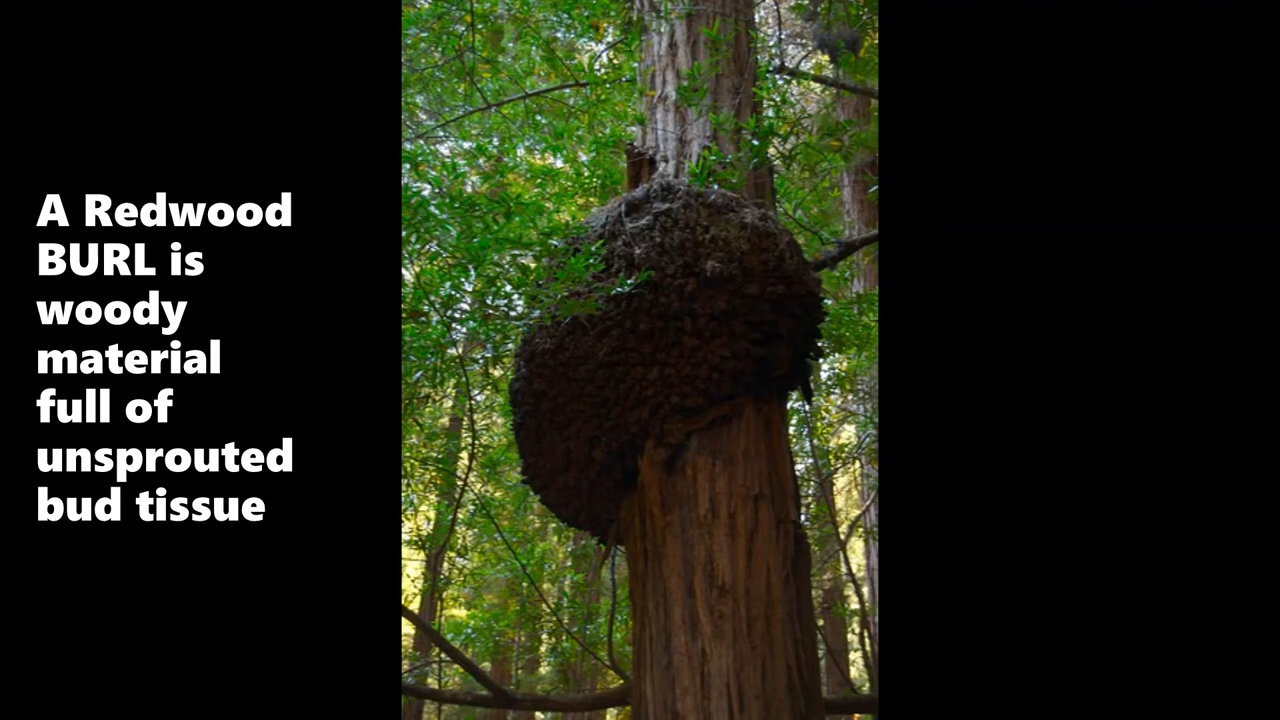 A Redwood
BURL is
woody
material
full of
unsprouted
bud tissue